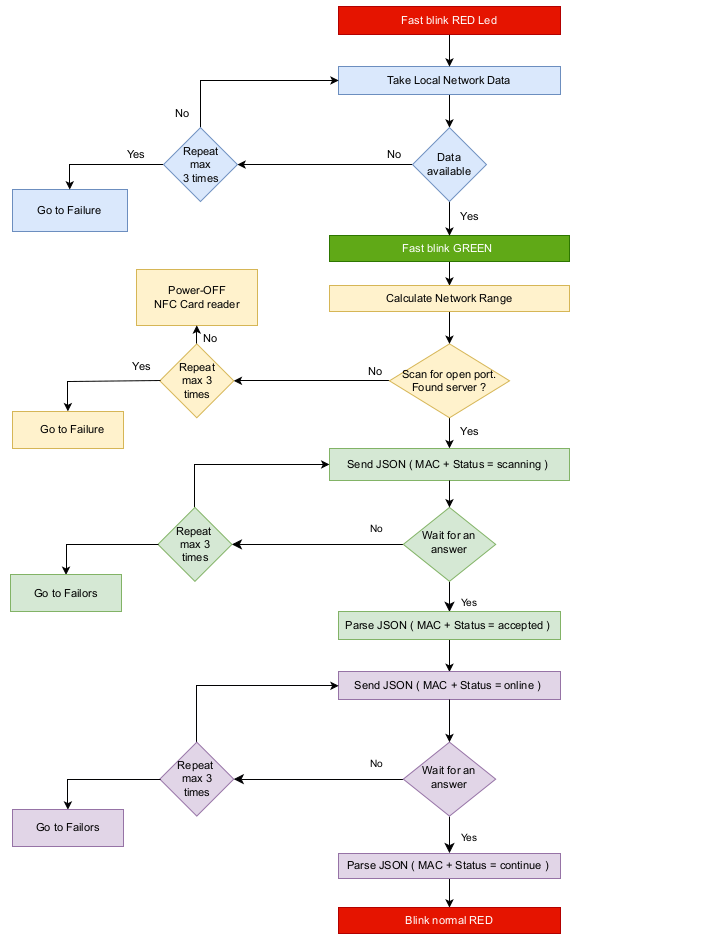 Fast blink RED Led
Take Local Network Data
No
Yes
Repeat
max
3 times
No
Data
available
Go to Failure
Yes
Fast blink GREEN
Power-OFF
NFC Card reader
Calculate Network Range
No
Yes
Repeat
max 3
times
No
Scan for open port.
Found server ?
Go to Failure
Yes
Send JSON ( MAC + Status = scanning )
Repeat
max 3
times
No
Wait for an
answer
Go to Failors
Yes
Parse JSON ( MAC + Status = accepted )
Send JSON ( MAC + Status = online )
Repeat
max 3
times
No
Wait for an
answer
Go to Failors
Yes
Parse JSON ( MAC + Status = continue )
Blink normal RED